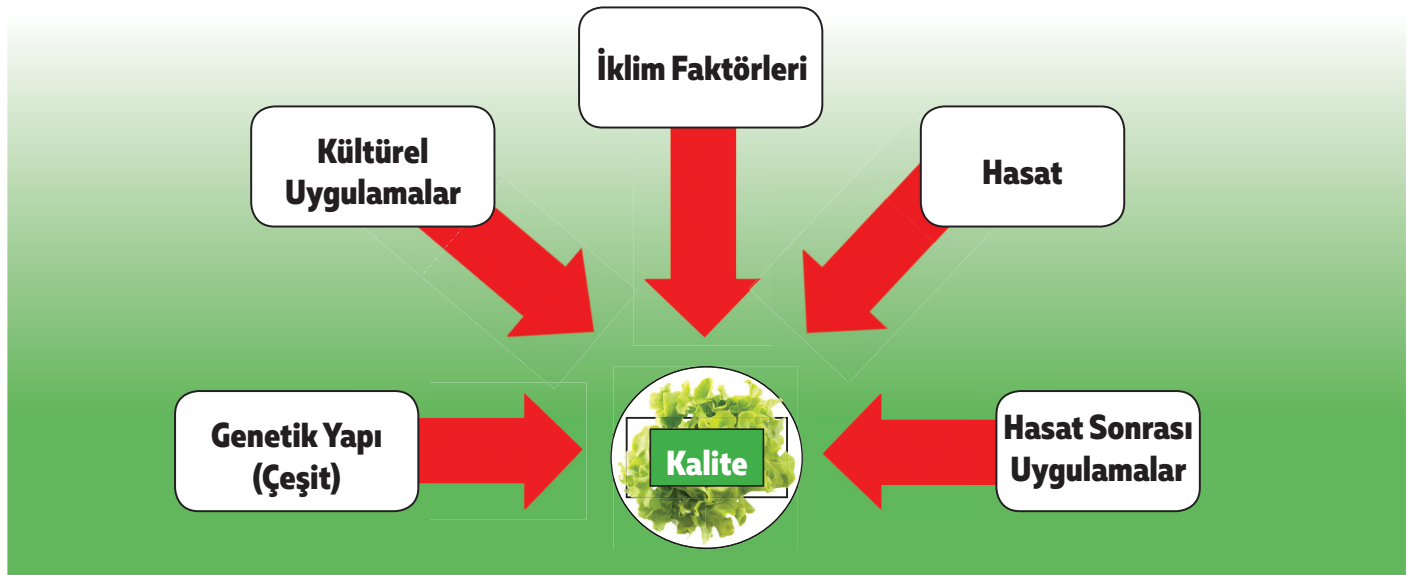 İklim Faktörleri
Kültürel
Uygulamalar
Hasat
Genetik Yapı
(Çeşit)
Kalite
Hasat Sonrası
Uygulamalar